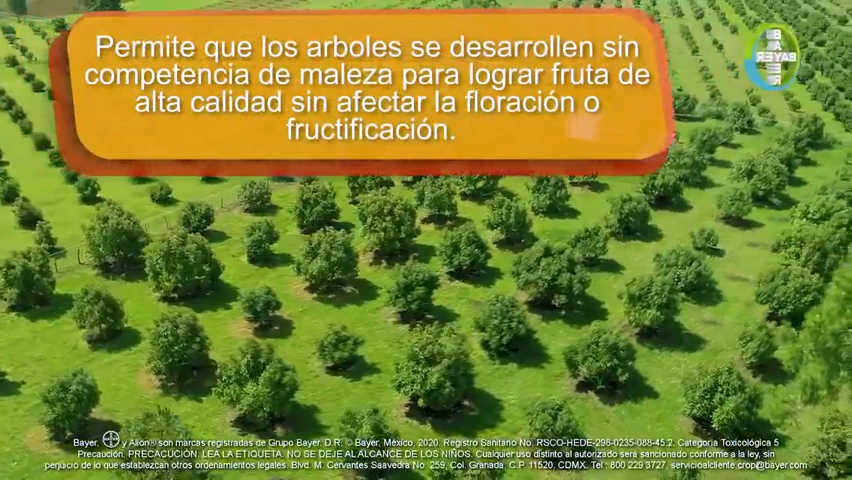 Permite que los arboles se desarrollen sin
competencia de maleza para lograr fruta de
alta calidad sin afectar la floración o
fructificación.
BAYER
Bayer, y Alion® son marcas registradas de Grupo Bayer. D.R. © Bayer, México, 2020. Registro Sanitario No. RSCO-HEDE-298-0235-088-45.2. Categoría Toxicológica 5
Precaución. PRECACUCIÓN, LEA LA ETIQUETA. NO SE DEJE AL ALCANCE DE LOS NIÑOS. Cualquier uso distinto al autorizado será sancionado conforme a la ley, sin
perjuicio de lo que establezcan otros ordenamientos legales. Blvd. M. Cervantes Saavedra No. 259, Col. Granada, C.P. 11520, CDMX. Tel.: 800 229 3727, servicioalcliente.crop@bayer.com